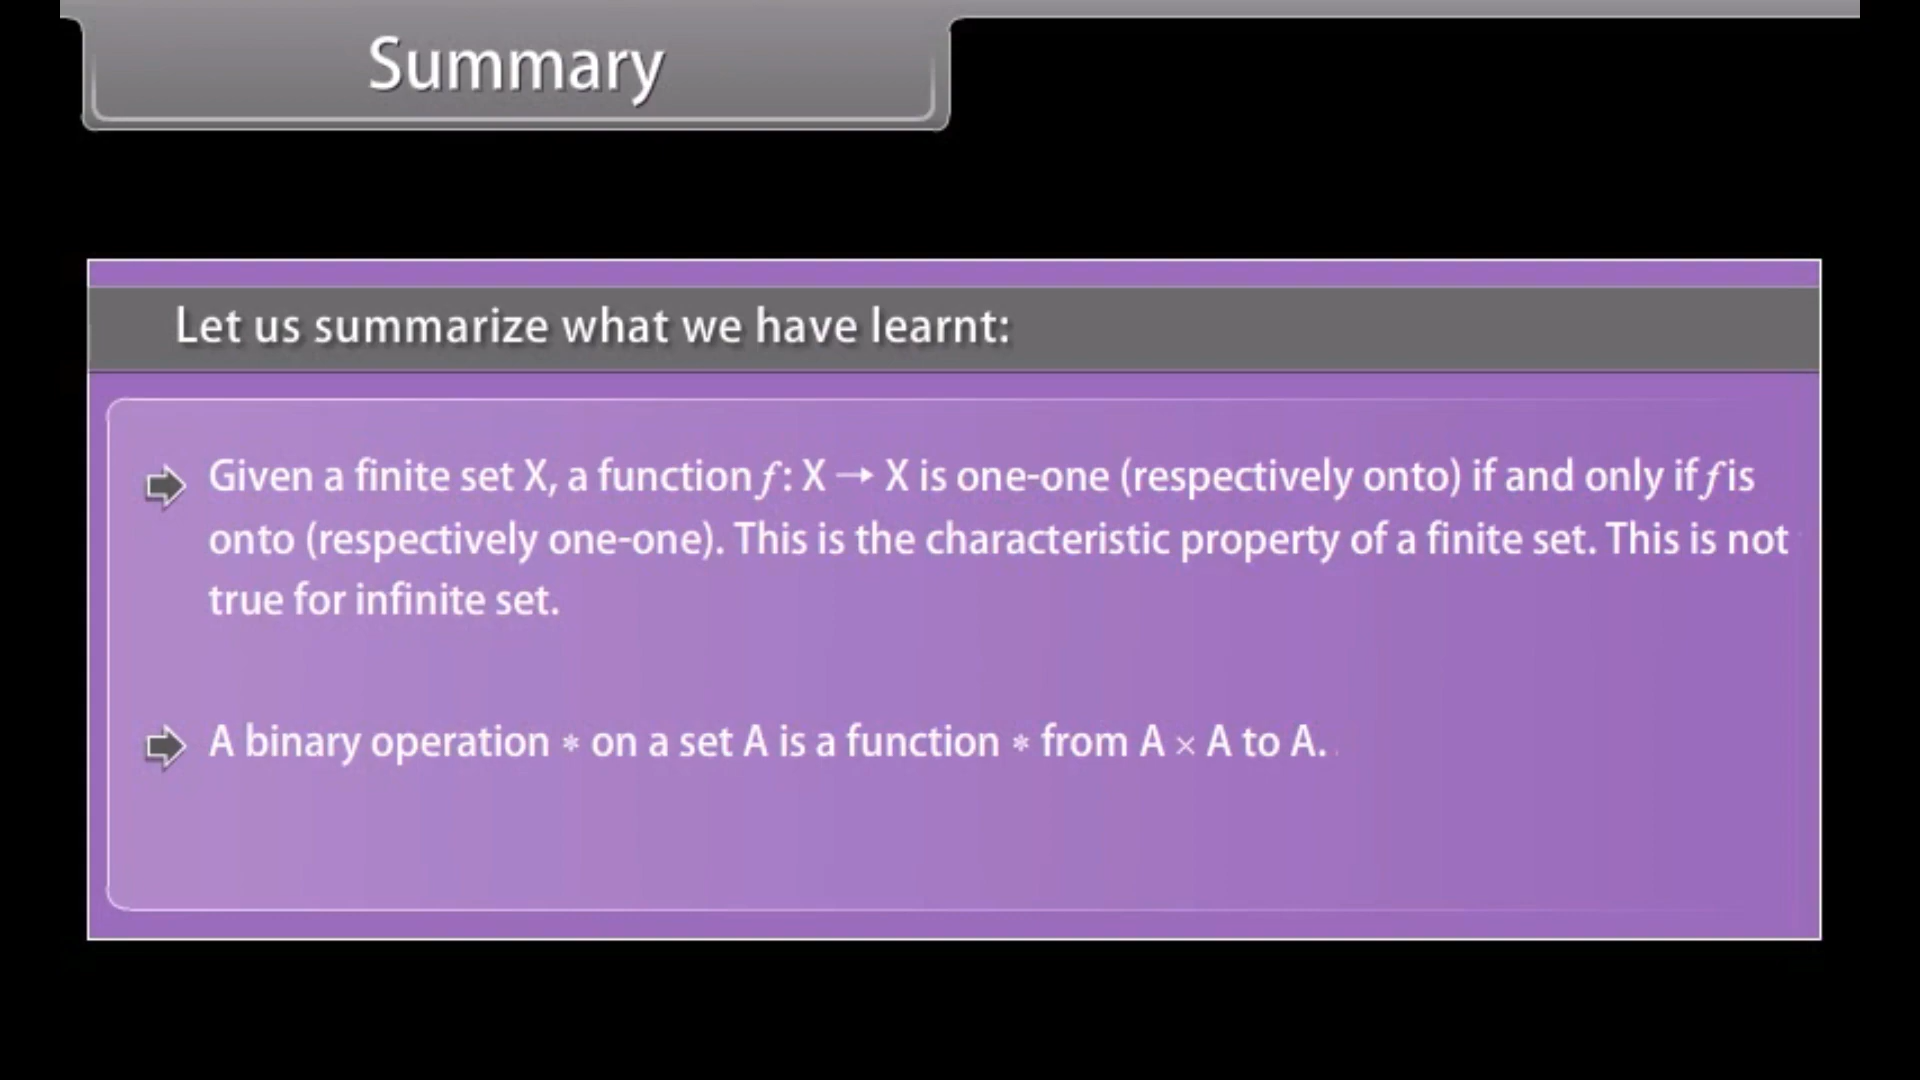 Summary
Let us summarize what we have learnt:
Given a finite set X, a function f : X → X is one-one (respectively onto) if and only if f is
onto (respectively one-one). This is the characteristic property of a finite set. This is not
true for infinite set.
A binary operation * on a set A is a function * from A × A to A.